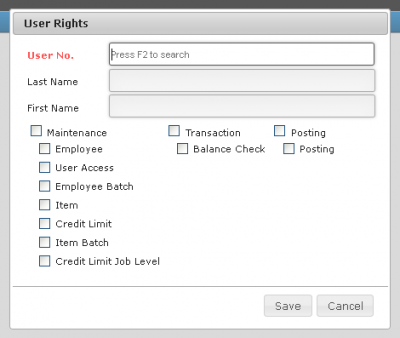 User Rights
User No. Press F2 to search
Last Name
First Name
Maintenance Transaction Posting
Employee Balance Check Posting
User Access
Employee Batch
Item
Credit Limit
Item Batch
Credit Limit Job Level
Save Cancel